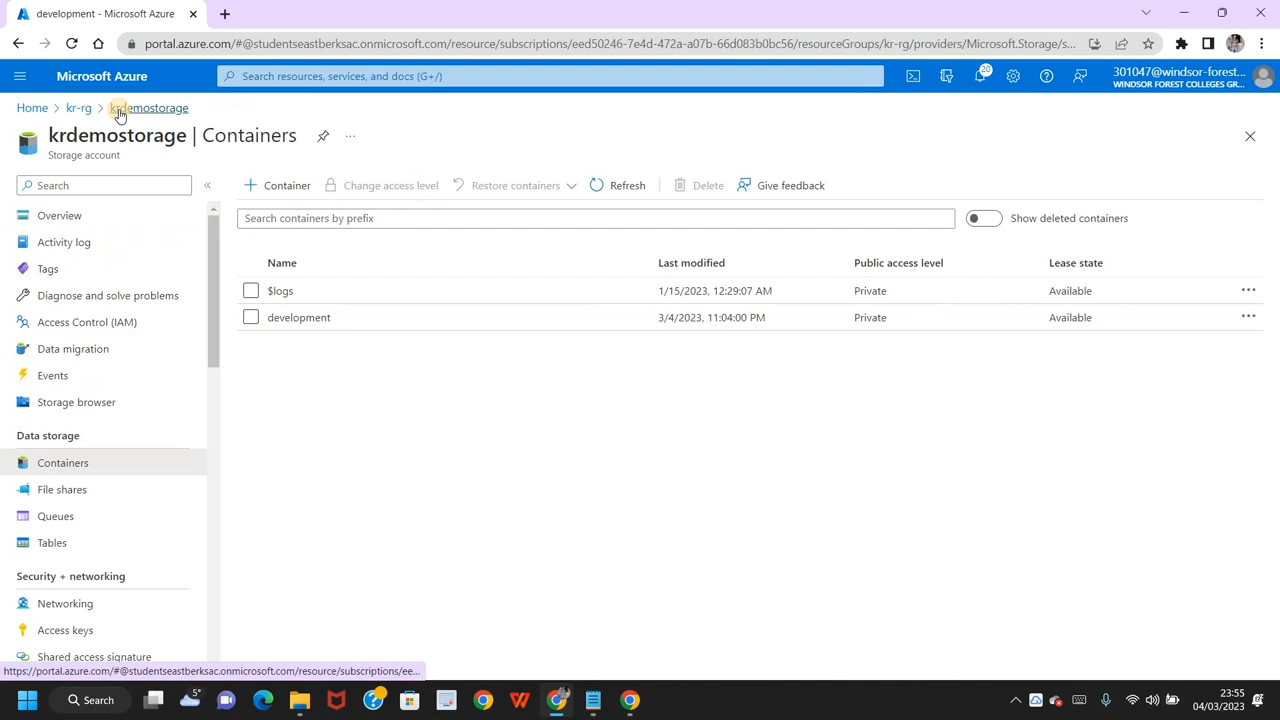 development - Microsoft Azure
portal.azure.com/#@studentseastberksac.onmicrosoft.com/resource/subscriptions/eed50246-7e4d-472a-a07b-66d083b0bc56/resourceGroups/kr-rg/providers/Microsoft.Storage/s...
Microsoft Azure
Search resources, services, and docs (G+/)
20
301047@windsor-forest...
WINDSOR FOREST COLLEGES GR...
Home > kr-rg > krdemostorage
krdemostorage | Containers
...
Storage account
Search
«
+ Container
Change access level
Restore containers
Refresh
Delete
Give feedback
Overview
Search containers by prefix
Show deleted containers
Activity log
Tags
Name
Last modified
Public access level
Lease state
Diagnose and solve problems
$logs
1/15/2023, 12:29:07 AM
Private
Available
...
Access Control (IAM)
development
3/4/2023, 11:04:00 PM
Private
Available
...
Data migration
Events
Storage browser
Data storage
Containers
File shares
Queues
Tables
Security + networking
Networking
Access keys
Shared access signature
https://portal.azure.com/#@studentseastberksac.onmicrosoft.com/resource/subscriptions/ee...
Search
5°
23:55
04/03/2023